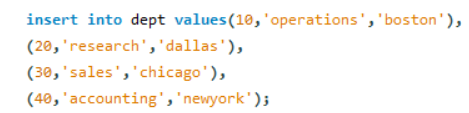 insert into dept values(10,'operations','boston'),
(20,'research','dallas'),
(30,'sales','chicago'),
(40,'accounting','newyork');